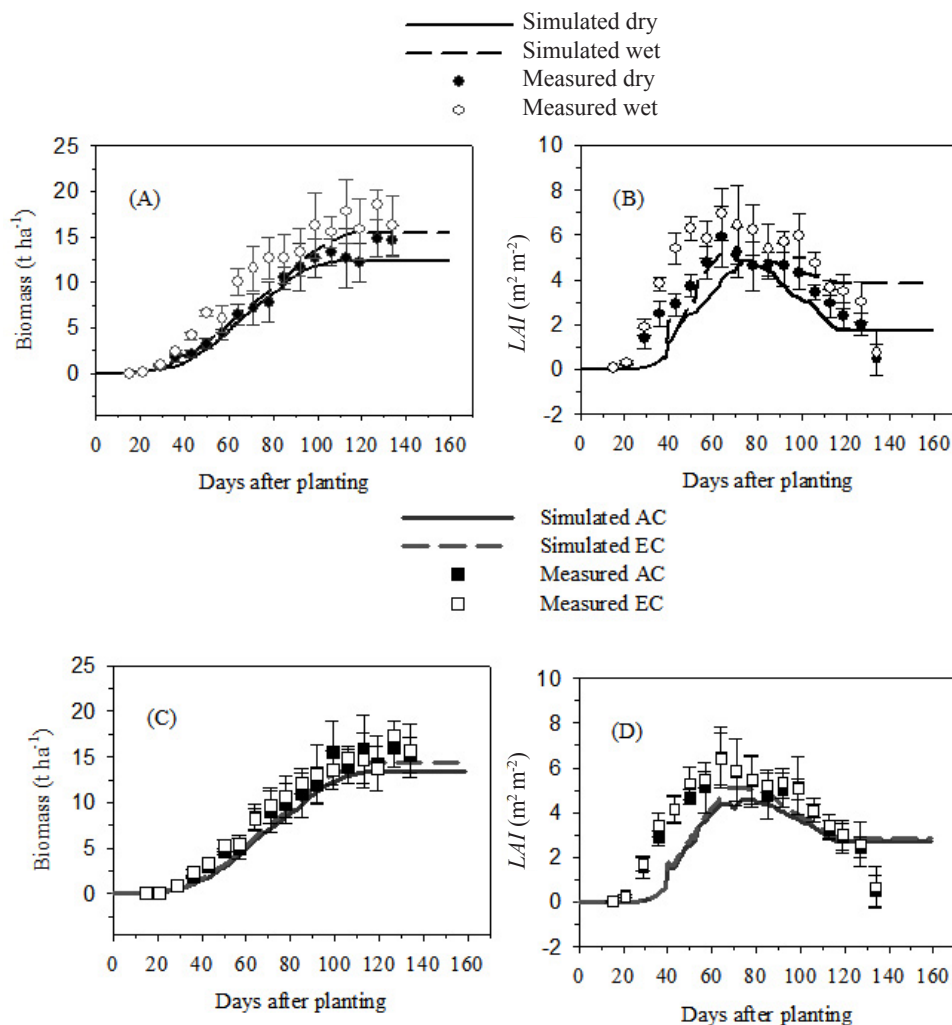 Simulated dry
Simulated wet
Measured dry
Measured wet
25
20
15
10
5
0
Biomass (t ha⁻¹)
(A)
0 20 40 60 80 100 120 140 160
Days after planting
10
8
6
4
2
0
-2
LAI (m² m⁻²)
(B)
0 20 40 60 80 100 120 140 160
Days after planting
Simulated AC
Simulated EC
Measured AC
Measured EC
25
20
15
10
5
0
Biomass (t ha⁻¹)
(C)
0 20 40 60 80 100 120 140 160
Days after planting
10
8
6
4
2
0
-2
LAI (m² m⁻²)
(D)
0 20 40 60 80 100 120 140 160
Days after planting